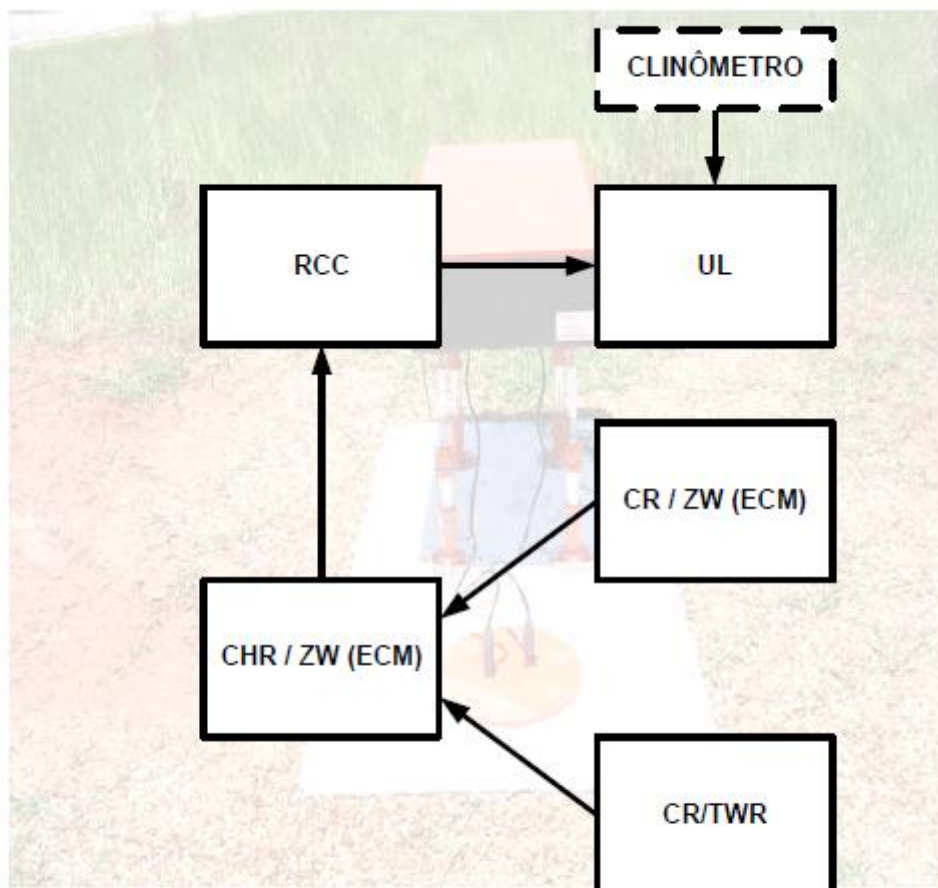 CLINÔMETRO
RCC
UL
CR / ZW (ECM)
CHR / ZW (ECM)
CR/TWR